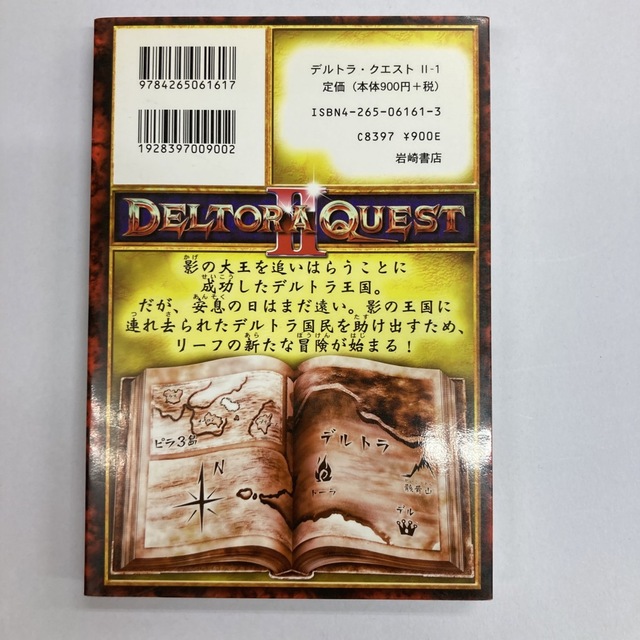 9784265061617
1928397009002
デルトラ・クエスト II-1
定価（本体900円＋税）
ISBN4-265-06161-3
C8397 ¥900E
岩崎書店
DELTORA QUEST
II
影の大王を追いはらうことに
成功したデルトラ王国。
だが、安息の日はまだ遠い。影の王国に
連れ去られたデルトラ国民を助け出すため、
リーフの新たな冒険が始まる！
ピラ3島
デルトラ
N
ドーラ
骸骨山
デル